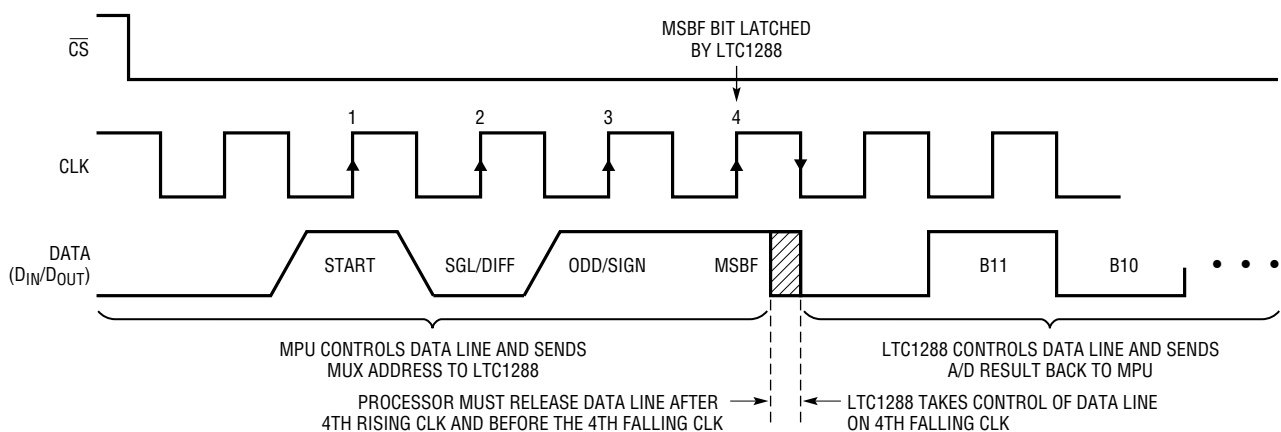 MSBF BIT LATCHED
BY LTC1288
CS
1 2 3 4
CLK
DATA
(DIN/DOUT)
START SGL/DIFF ODD/SIGN MSBF B11 B10 • • •
MPU CONTROLS DATA LINE AND SENDS
MUX ADDRESS TO LTC1288
LTC1288 CONTROLS DATA LINE AND SENDS
A/D RESULT BACK TO MPU
PROCESSOR MUST RELEASE DATA LINE AFTER
4TH RISING CLK AND BEFORE THE 4TH FALLING CLK
LTC1288 TAKES CONTROL OF DATA LINE
ON 4TH FALLING CLK